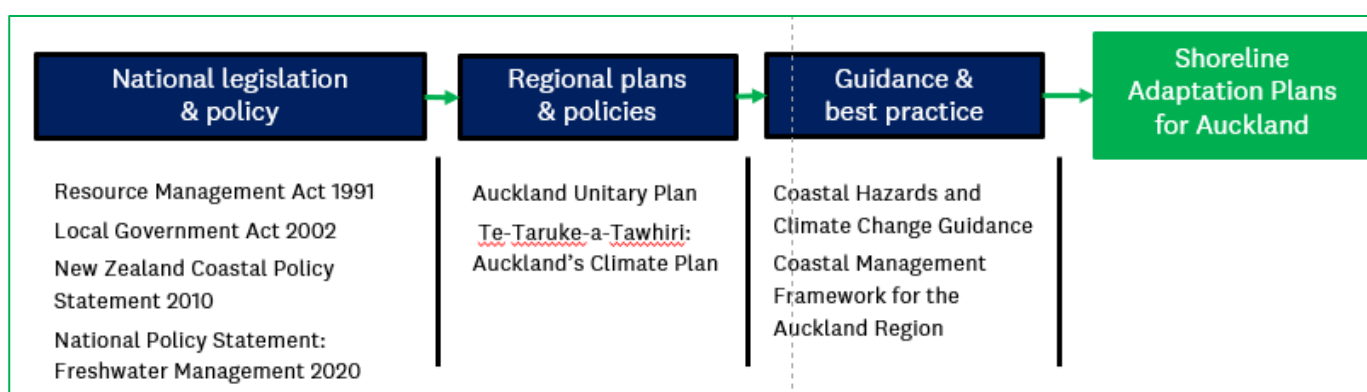 National legislation
& policy
Regional plans
& policies
Guidance &
best practice
Shoreline
Adaptation Plans
for Auckland
Resource Management Act 1991
Local Government Act 2002
New Zealand Coastal Policy
Statement 2010
National Policy Statement:
Freshwater Management 2020
Auckland Unitary Plan
Te-Taruke-a-Tawhiri:
Auckland's Climate Plan
Coastal Hazards and
Climate Change Guidance
Coastal Management
Framework for the
Auckland Region